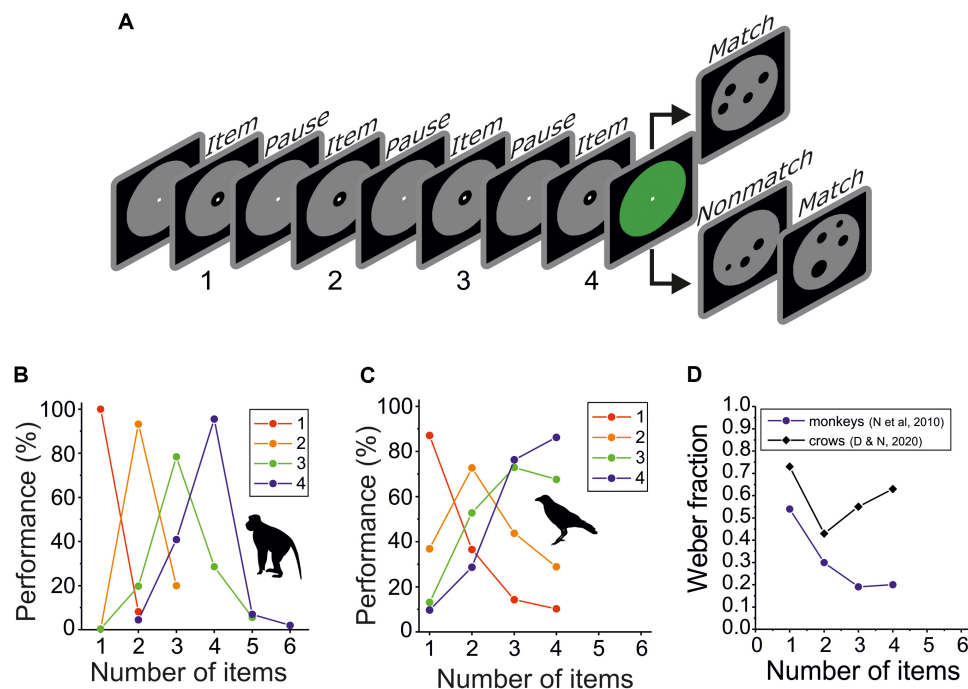 A
Item
Pause
Item
Pause
Item
Pause
Item
Match
Nonmatch
Match
1
2
3
4
B
Performance (%)
100
80
60
40
20
0
1 2 3 4 5 6
Number of items
1
2
3
4
C
Performance (%)
100
80
60
40
20
0
1 2 3 4 5 6
Number of items
1
2
3
4
D
Weber fraction
1.0
0.9
0.8
0.7
0.6
0.5
0.4
0.3
0.2
0.1
0.0
0 1 2 3 4 5 6
Number of items
monkeys (N et al, 2010)
crows (D & N, 2020)